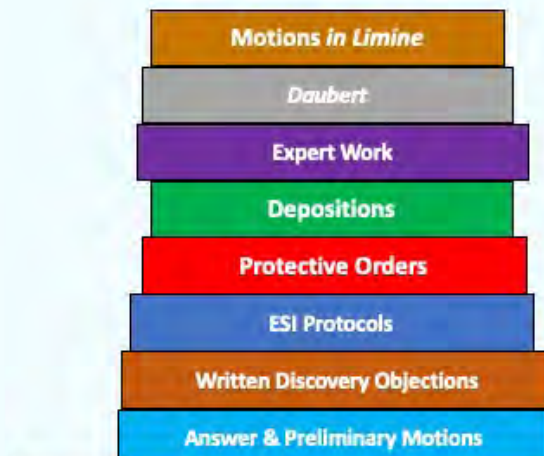 Motions in Limine
Daubert
Expert Work
Depositions
Protective Orders
ESI Protocols
Written Discovery Objections
Answer & Preliminary Motions